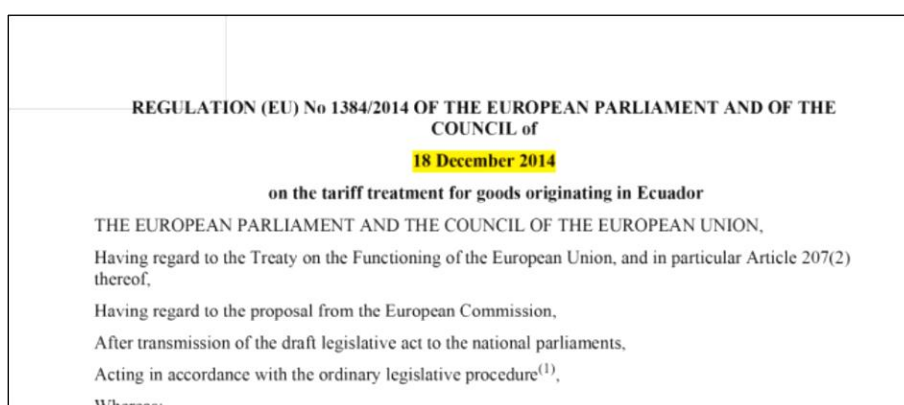 REGULATION (EU) No 1384/2014 OF THE EUROPEAN PARLIAMENT AND OF THE
COUNCIL of
18 December 2014
on the tariff treatment for goods originating in Ecuador
THE EUROPEAN PARLIAMENT AND THE COUNCIL OF THE EUROPEAN UNION,
Having regard to the Treaty on the Functioning of the European Union, and in particular Article 207(2)
thereof,
Having regard to the proposal from the European Commission,
After transmission of the draft legislative act to the national parliaments,
Acting in accordance with the ordinary legislative procedure(1),
Whereas: